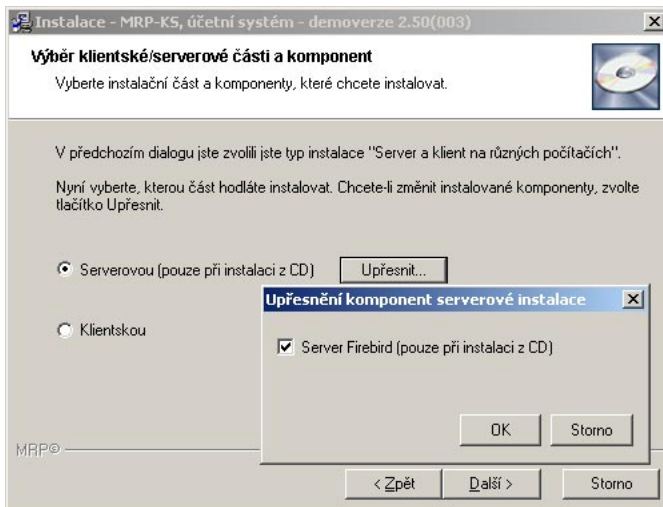 Instalace - MRP-KS, účetní systém - demoverze 2.50(003)
Výběr klientské/serverové části a komponent
Vyberte instalační část a komponenty, které chcete instalovat.
V předchozím dialogu jste zvolili jste typ instalace "Server a klient na různých počítačích".
Nyní vyberte, kterou část hodláte instalovat. Chcete-li změnit instalované komponenty, zvolte
tlačítko Upřesnit.
Serverovou (pouze při instalaci z CD)
Upřesnit...
Klientskou
Upřesnění komponent serverové instalace
Server Firebird (pouze při instalaci z CD)
OK
Storno
MRP©
< Zpět
Další >
Storno